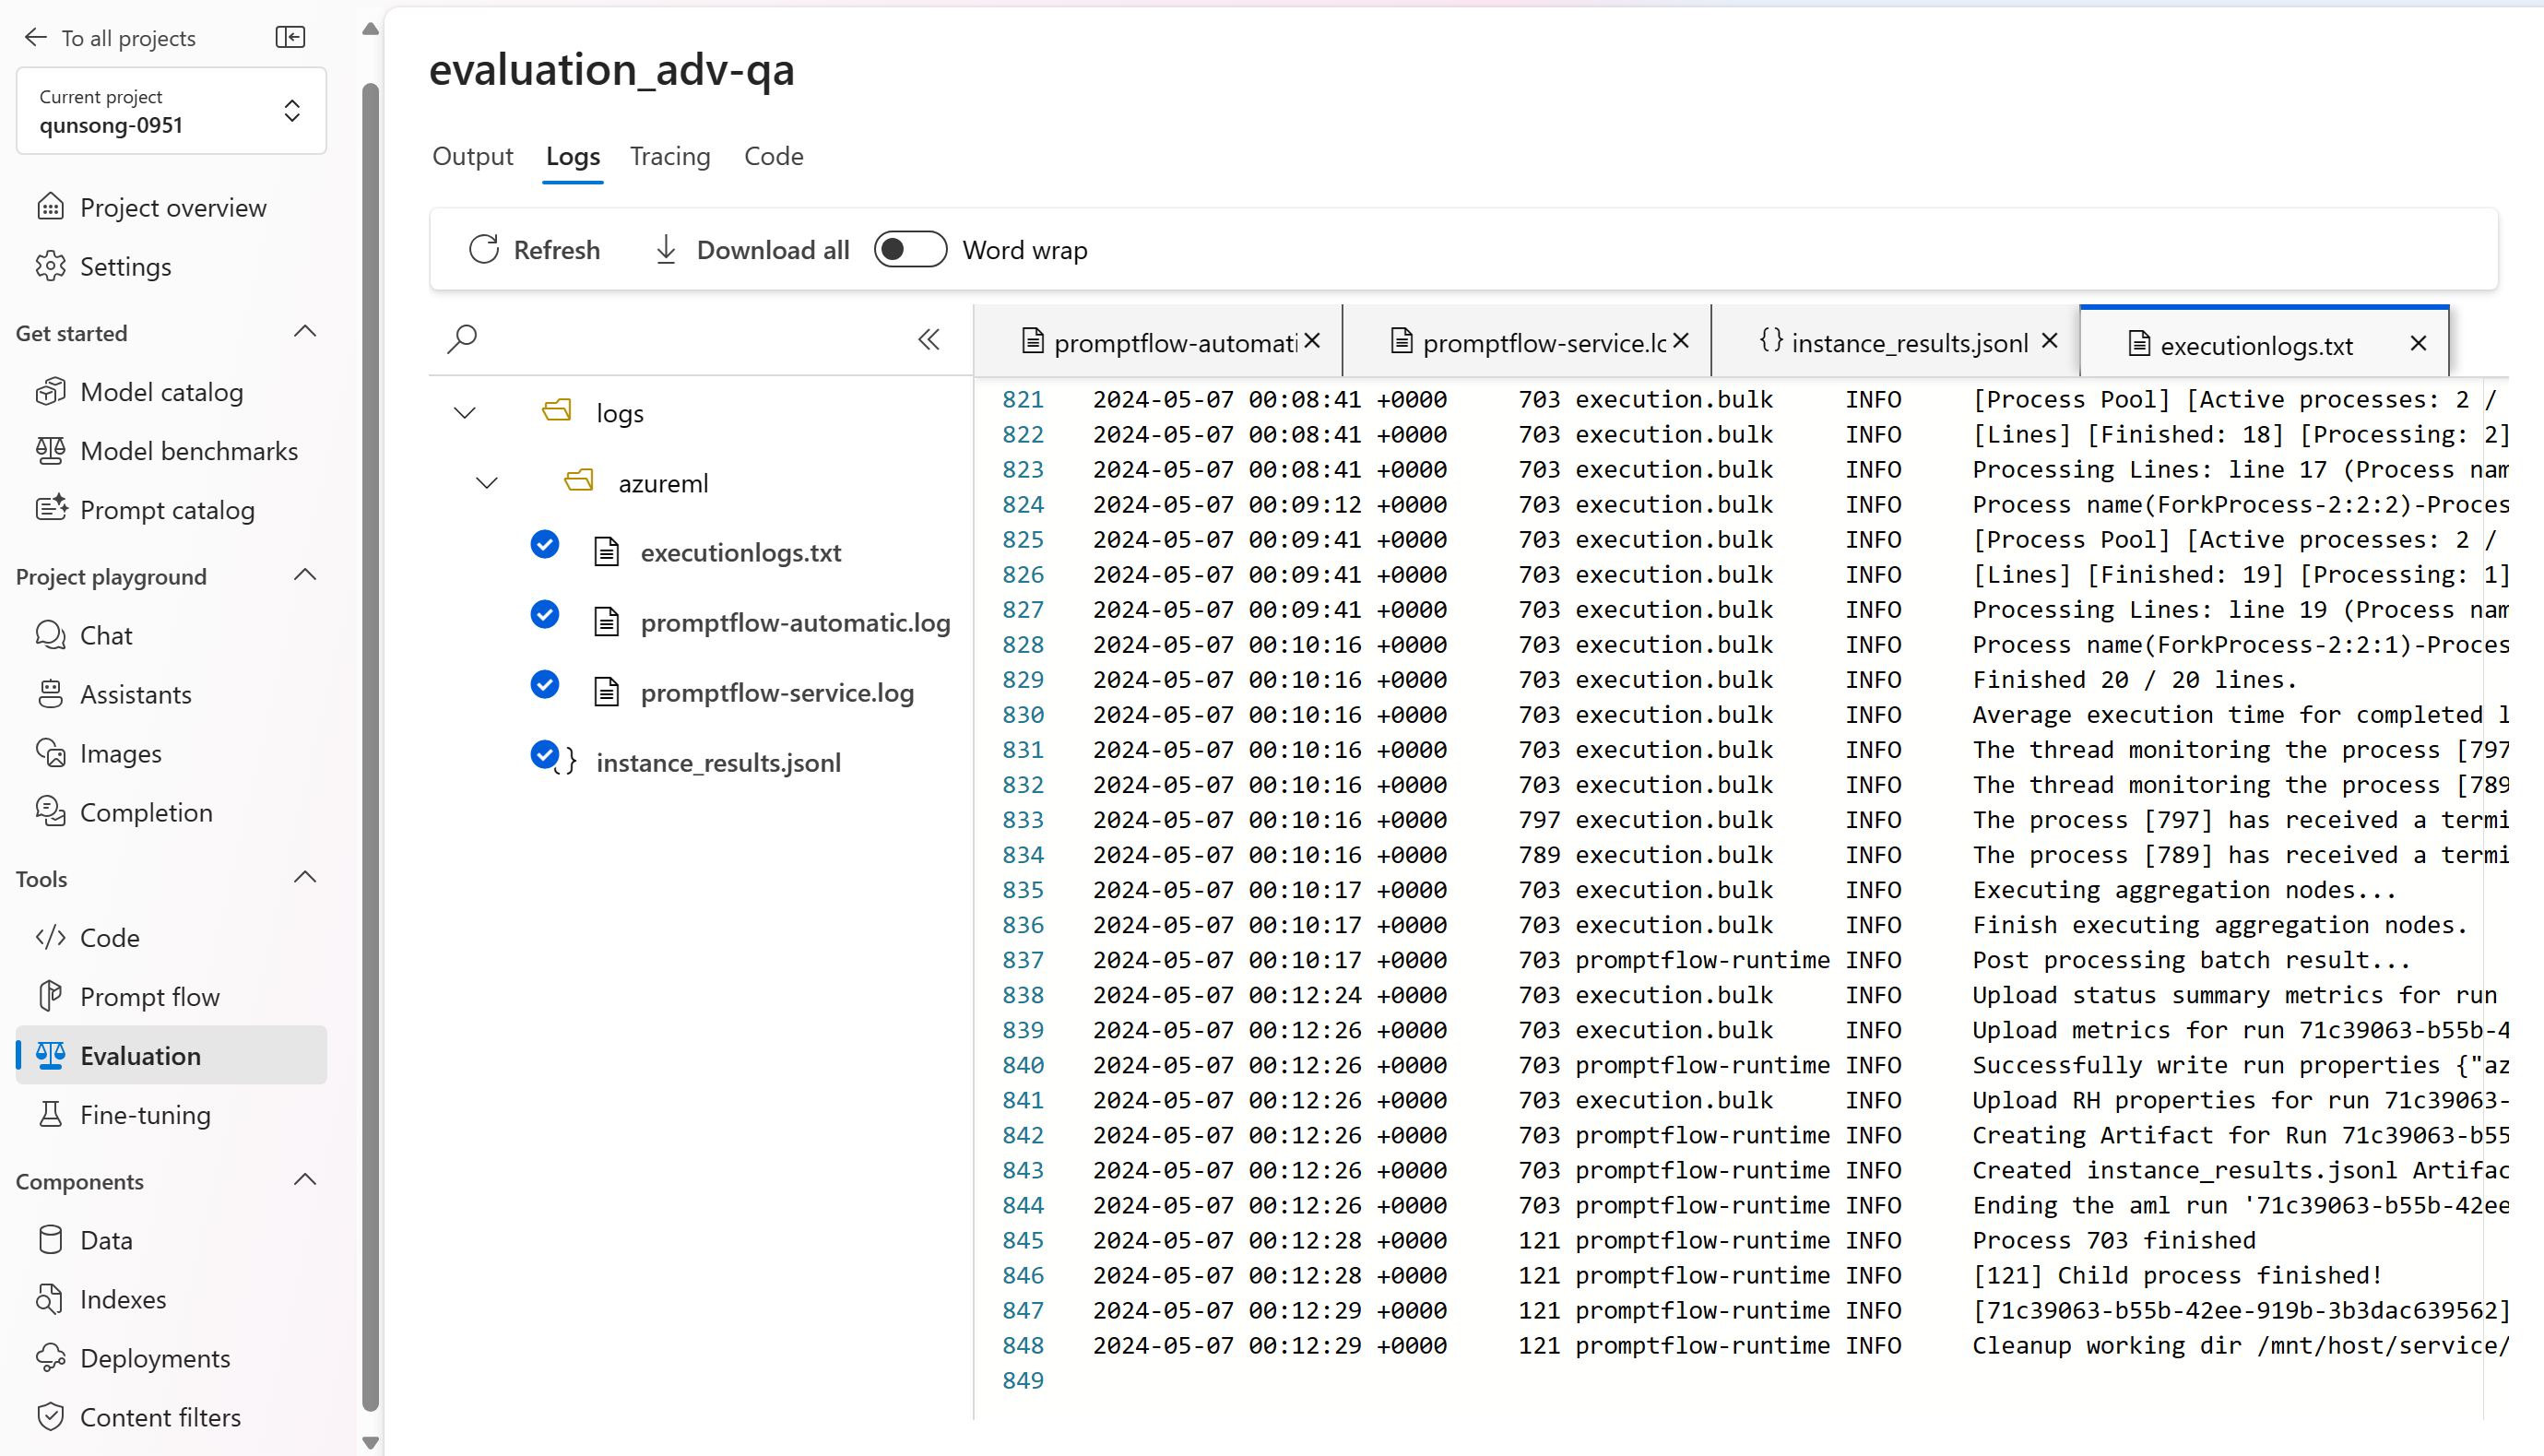 To all projects
Current project
qunsong-0951
Project overview
Settings
Get started
Model catalog
Model benchmarks
Prompt catalog
Project playground
Chat
Assistants
Images
Completion
Tools
Code
Prompt flow
Evaluation
Fine-tuning
Components
Data
Indexes
Deployments
Content filters
evaluation_adv-qa
Output Logs Tracing Code
Refresh Download all Word wrap
logs
azureml
executionlogs.txt
promptflow-automatic.log
promptflow-service.log
{} instance_results.jsonl
promptflow-automati promptflow-service.lc {} instance_results.jsonl executionlogs.txt
821 2024-05-07 00:08:41 +0000 703 execution.bulk INFO [Process Pool] [Active processes: 2 /
822 2024-05-07 00:08:41 +0000 703 execution.bulk INFO [Lines] [Finished: 18] [Processing: 2]
823 2024-05-07 00:08:41 +0000 703 execution.bulk INFO Processing Lines: line 17 (Process nam
824 2024-05-07 00:09:12 +0000 703 execution.bulk INFO Process name(ForkProcess-2:2:2)-Proces
825 2024-05-07 00:09:41 +0000 703 execution.bulk INFO [Process Pool] [Active processes: 2 /
826 2024-05-07 00:09:41 +0000 703 execution.bulk INFO [Lines] [Finished: 19] [Processing: 1]
827 2024-05-07 00:09:41 +0000 703 execution.bulk INFO Processing Lines: line 19 (Process nam
828 2024-05-07 00:10:16 +0000 703 execution.bulk INFO Process name(ForkProcess-2:2:1)-Proces
829 2024-05-07 00:10:16 +0000 703 execution.bulk INFO Finished 20 / 20 lines.
830 2024-05-07 00:10:16 +0000 703 execution.bulk INFO Average execution time for completed l
831 2024-05-07 00:10:16 +0000 703 execution.bulk INFO The thread monitoring the process [797
832 2024-05-07 00:10:16 +0000 703 execution.bulk INFO The thread monitoring the process [789
833 2024-05-07 00:10:16 +0000 797 execution.bulk INFO The process [797] has received a termi
834 2024-05-07 00:10:16 +0000 789 execution.bulk INFO The process [789] has received a termi
835 2024-05-07 00:10:17 +0000 703 execution.bulk INFO Executing aggregation nodes...
836 2024-05-07 00:10:17 +0000 703 execution.bulk INFO Finish executing aggregation nodes.
837 2024-05-07 00:10:17 +0000 703 promptflow-runtime INFO Post processing batch result...
838 2024-05-07 00:12:24 +0000 703 execution.bulk INFO Upload status summary metrics for run
839 2024-05-07 00:12:26 +0000 703 execution.bulk INFO Upload metrics for run 71c39063-b55b-4
840 2024-05-07 00:12:26 +0000 703 promptflow-runtime INFO Successfully write run properties {"az
841 2024-05-07 00:12:26 +0000 703 execution.bulk INFO Upload RH properties for run 71c39063-
842 2024-05-07 00:12:26 +0000 703 promptflow-runtime INFO Creating Artifact for Run 71c39063-b55
843 2024-05-07 00:12:26 +0000 703 promptflow-runtime INFO Created instance_results.jsonl Artifac
844 2024-05-07 00:12:26 +0000 703 promptflow-runtime INFO Ending the aml run '71c39063-b55b-42ee
845 2024-05-07 00:12:28 +0000 121 promptflow-runtime INFO Process 703 finished
846 2024-05-07 00:12:28 +0000 121 promptflow-runtime INFO [121] Child process finished!
847 2024-05-07 00:12:29 +0000 121 promptflow-runtime INFO [71c39063-b55b-42ee-919b-3b3dac639562]
848 2024-05-07 00:12:29 +0000 121 promptflow-runtime INFO Cleanup working dir /mnt/host/service/
849